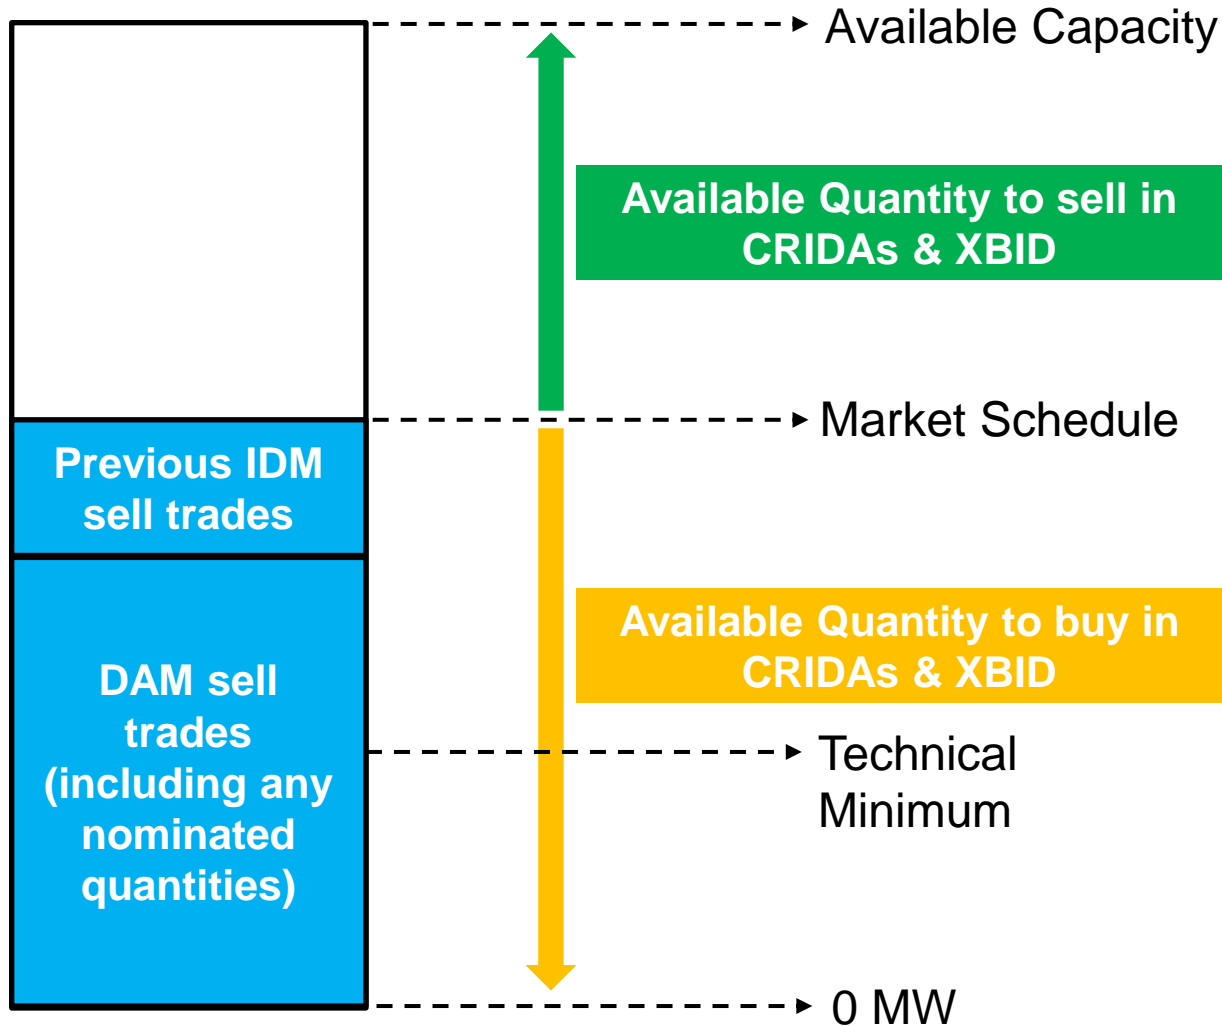 Available Capacity
Available Quantity to sell in
CRIDAs & XBID
Market Schedule
Previous IDM
sell trades
Available Quantity to buy in
CRIDAs & XBID
DAM sell
trades
(including any
nominated
quantities)
Technical
Minimum
0 MW